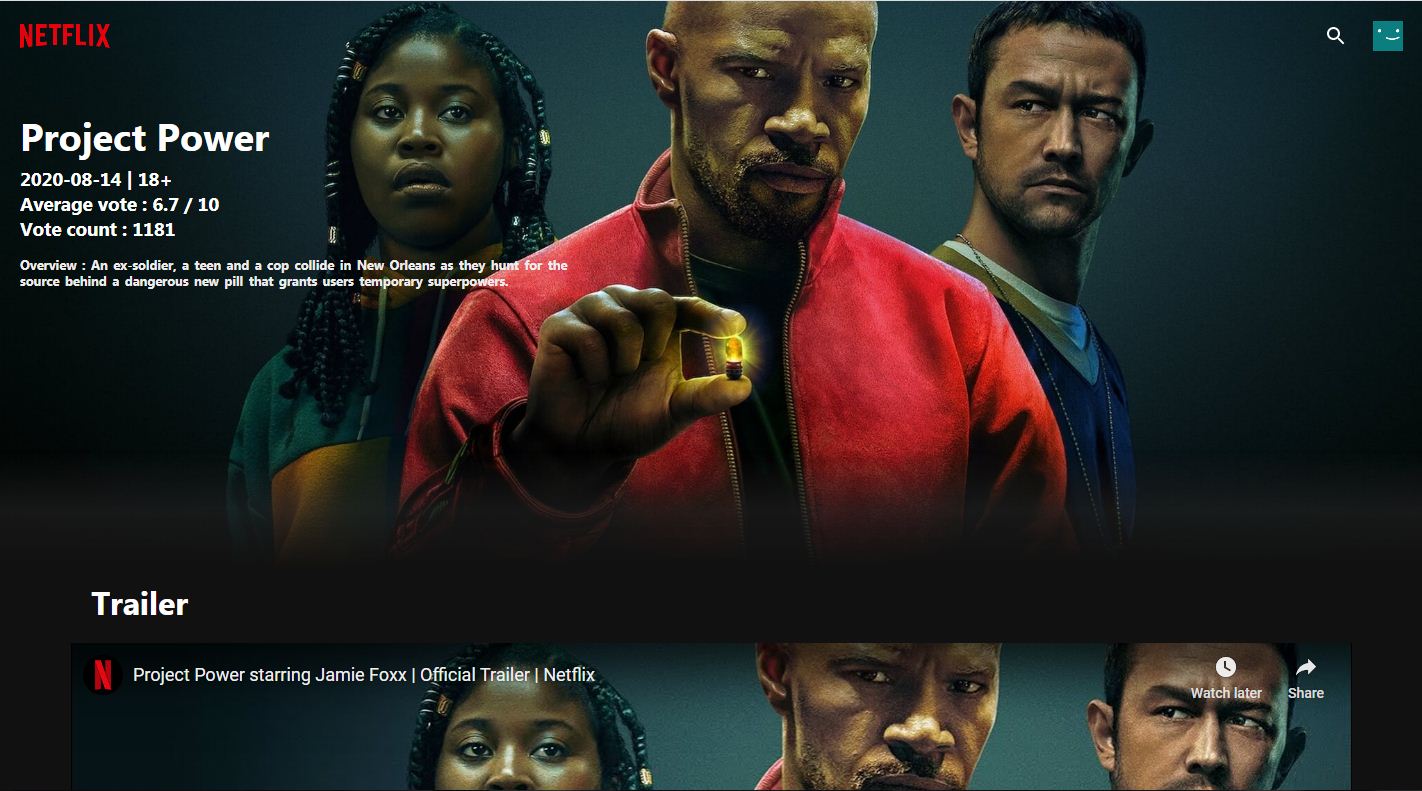 NETFLIX
Project Power
2020-08-14 | 18+
Average vote : 6.7 / 10
Vote count : 1181
Overview : An ex-soldier, a teen and a cop collide in New Orleans as they hunt for the
source behind a dangerous new pill that grants users temporary superpowers.
Trailer
N
Project Power starring Jamie Foxx | Official Trailer | Netflix
Watch later
Share